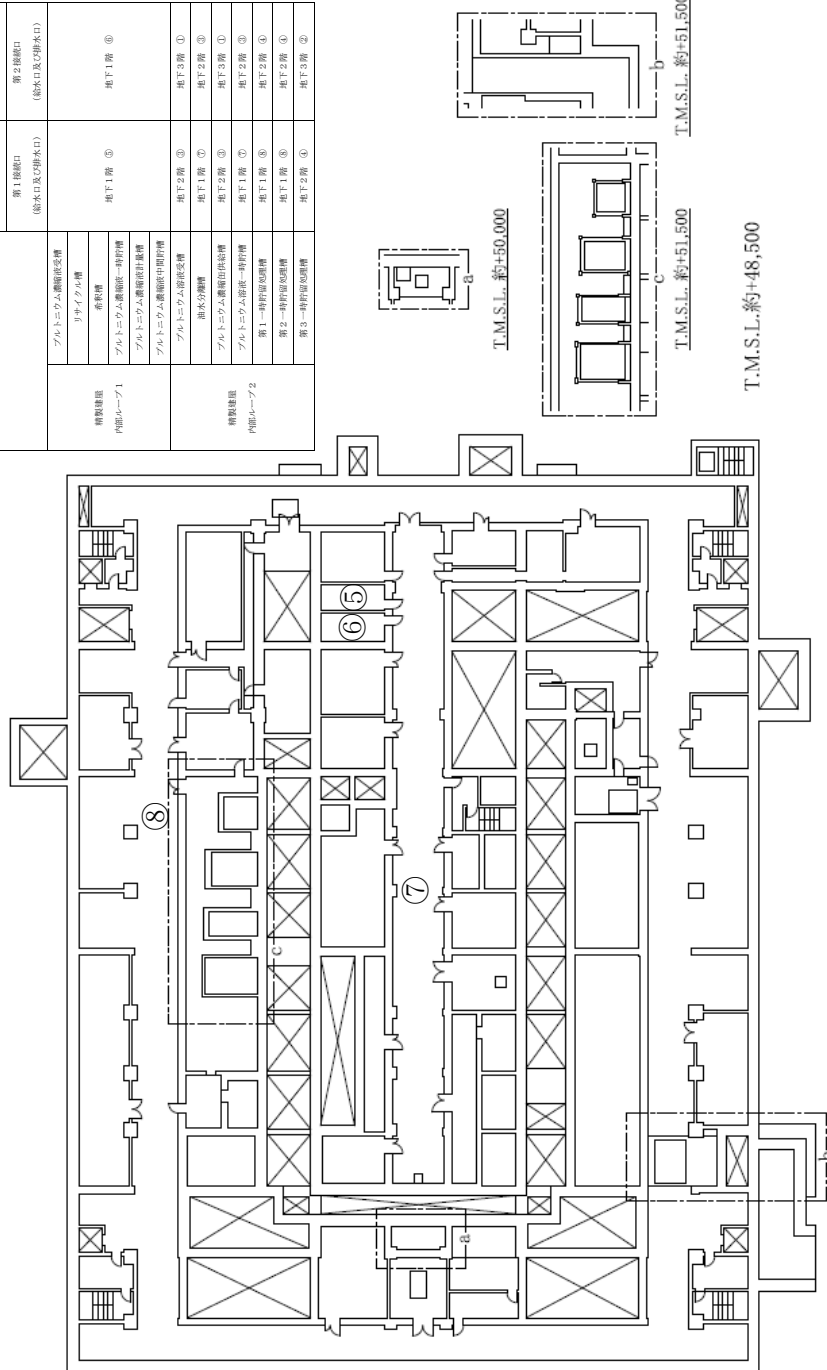 第1接続口
(給水口及び排水口)
第2接続口
(給水口及び排水口)
精製建屋
内部ループ1
プルトニウム濃縮液受槽
リサイクル槽
希釈槽
プルトニウム濃縮液一時貯槽
プルトニウム濃縮液計量槽
プルトニウム濃縮液中間貯槽
地下1階 ⑤
地下1階 ⑥
精製建屋
内部ループ2
プルトニウム溶液受槽 地下2階 ③ 地下3階 ①
油水分離槽 地下1階 ⑦ 地下2階 ③
プルトニウム濃縮缶供給槽 地下2階 ③ 地下3階 ①
プルトニウム溶液一時貯槽 地下1階 ⑦ 地下2階 ③
第1一時貯留処理槽 地下1階 ⑧ 地下2階 ④
第2一時貯留処理槽 地下1階 ⑧ 地下2階 ④
第3一時貯留処理槽 地下2階 ④ 地下3階 ②
a
T.M.S.L. 約+50,000
b
T.M.S.L. 約+51,500
c
T.M.S.L. 約+51,500
T.M.S.L.約+48,500
⑤
⑥
⑧
⑦
c
a
b